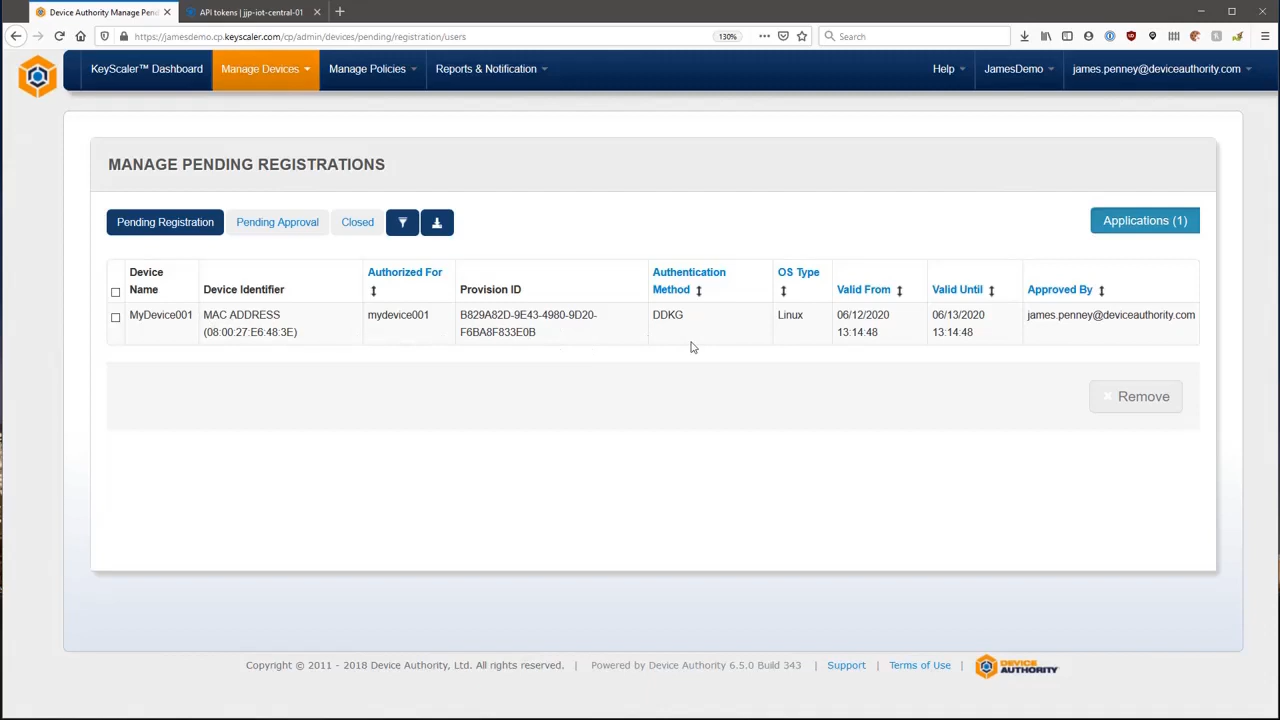 Device Authority Manage Pend
API tokens | jjp-iot-central-01
https://jamesdemo.cp.keyscaler.com/cp/admin/devices/pending/registration/users
130%
Search
KeyScaler™ Dashboard
Manage Devices
Manage Policies
Reports & Notification
Help
JamesDemo
james.penney@deviceauthority.com
MANAGE PENDING REGISTRATIONS
Pending Registration
Pending Approval
Closed
Applications (1)
Device Name
Device Identifier
Authorized For
Provision ID
Authentication Method
OS Type
Valid From
Valid Until
Approved By
MyDevice001
MAC ADDRESS
(08:00:27:E6:48:3E)
mydevice001
B829A82D-9E43-4980-9D20-
F6BA8F833E0B
DDKG
Linux
06/12/2020
13:14:48
06/13/2020
13:14:48
james.penney@deviceauthority.com
Remove
Copyright © 2011 - 2018 Device Authority, Ltd. All rights reserved. | Powered by Device Authority 6.5.0 Build 343 | Support | Terms of Use |
DEVICE
AUTHORITY